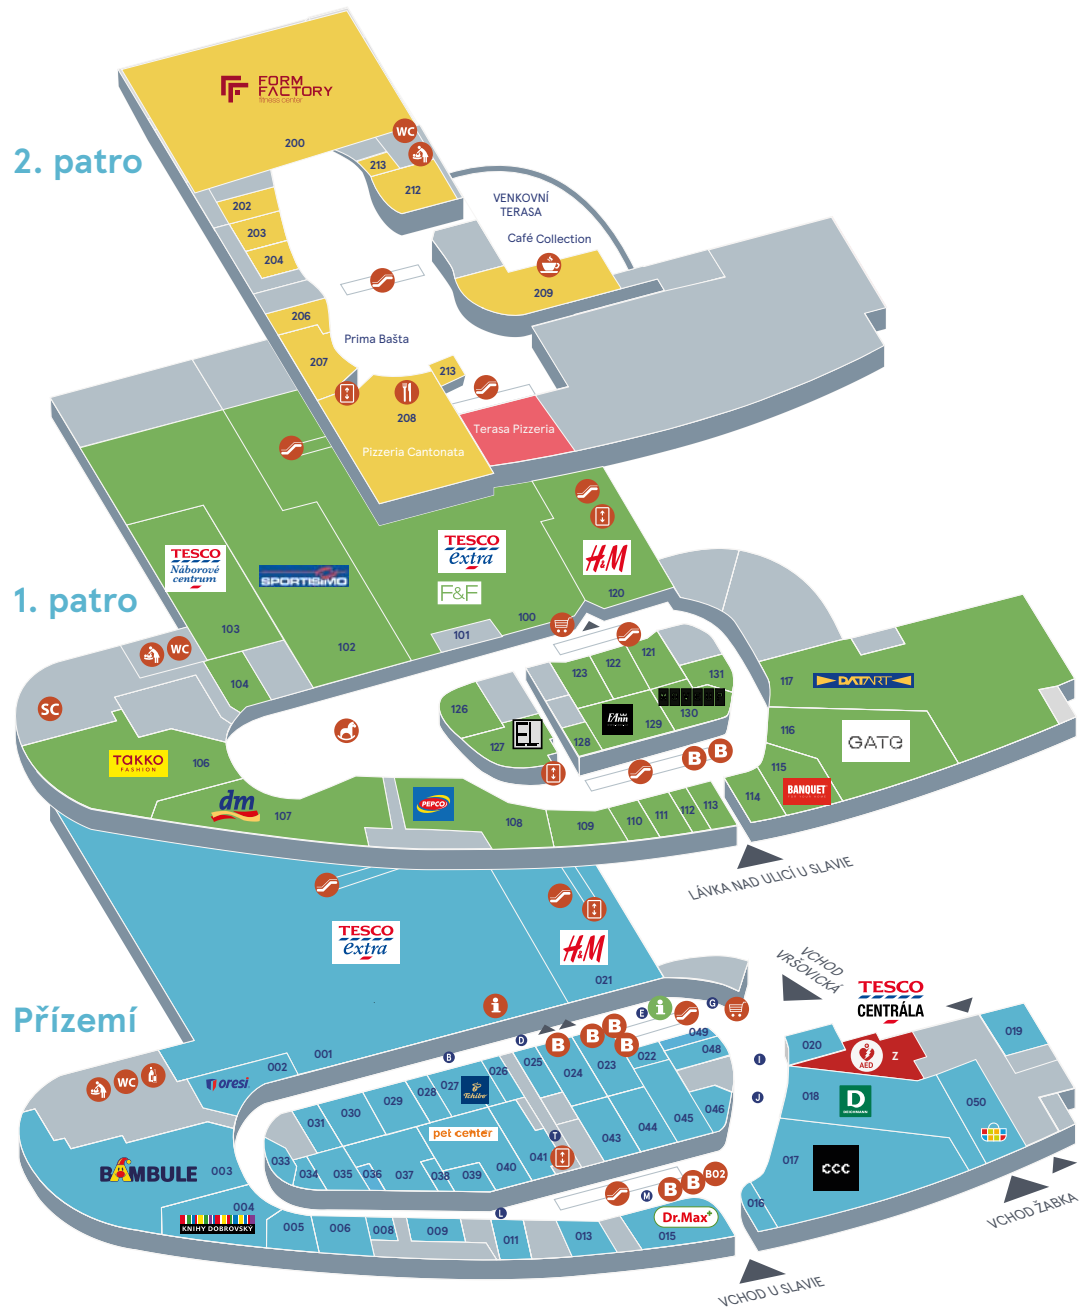 FORM
FACTORY
fitness center
200
WC
2. patro
213
212
202
203
204
VENKOVNÍ
TERASA
Café Collection
209
206
Prima Bašta
207
213
208
Terasa Pizzeria
Pizzeria Cantonata
TESCO
Náborové
centrum
SPORTISIMO
TESCO
extra
F&F
H&M
120
1. patro
103
102
101
100
WC
104
SC
123
122
121
131
117
DATART
126
FAnn
129
130
127
EL
128
116
GATE
TAKKO
FASHION
106
115
BANQUET
114
B
B
dm
107
PEPCO
108
109
110
111
112
113
LÁVKA NAD ULICÍ U SLAVIE
TESCO
extra
H&M
021
VCHOD
VRŠOVICKÁ
TESCO
CENTRÁLA
Přízemí
i
E
i
G
001
002
oresi
WC
B
D
B
B
B
B
025
024
023
022
049
048
020
AED
Z
019
I
J
026
027
Tchibo
028
029
030
031
018
D
DEICHMANN
050
pet center
043
044
045
046
T
041
040
039
038
037
036
035
034
033
BAMBULE
003
017
CCC
004
KNIHY DOBROVSKÝ
005
006
008
009
L
011
013
M
B
B
B02
Dr.Max+
015
016
VCHOD ŽABKA
VCHOD U SLAVIE